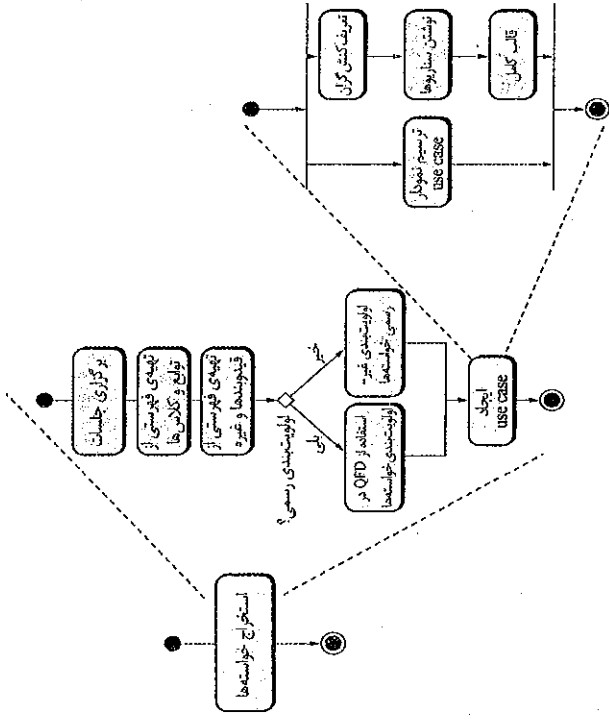 استخراج خواسته‌ها
برگزاری جلسات
تهیه‌ی فهرستی از
توابع و کلاس‌ها
تهیه‌ی فهرستی از
قیدوبندها و غیره
اولویت‌بندی رسمی؟
بلی
خیر
استفاده از QFD در
اولویت‌بندی خواسته‌ها
اولویت‌بندی غیر-
رسمی خواسته‌ها
ایجاد
use case
ترسیم نمودار
use case
تعریف کنش گران
نوشتن سناریوها
قالب کامل